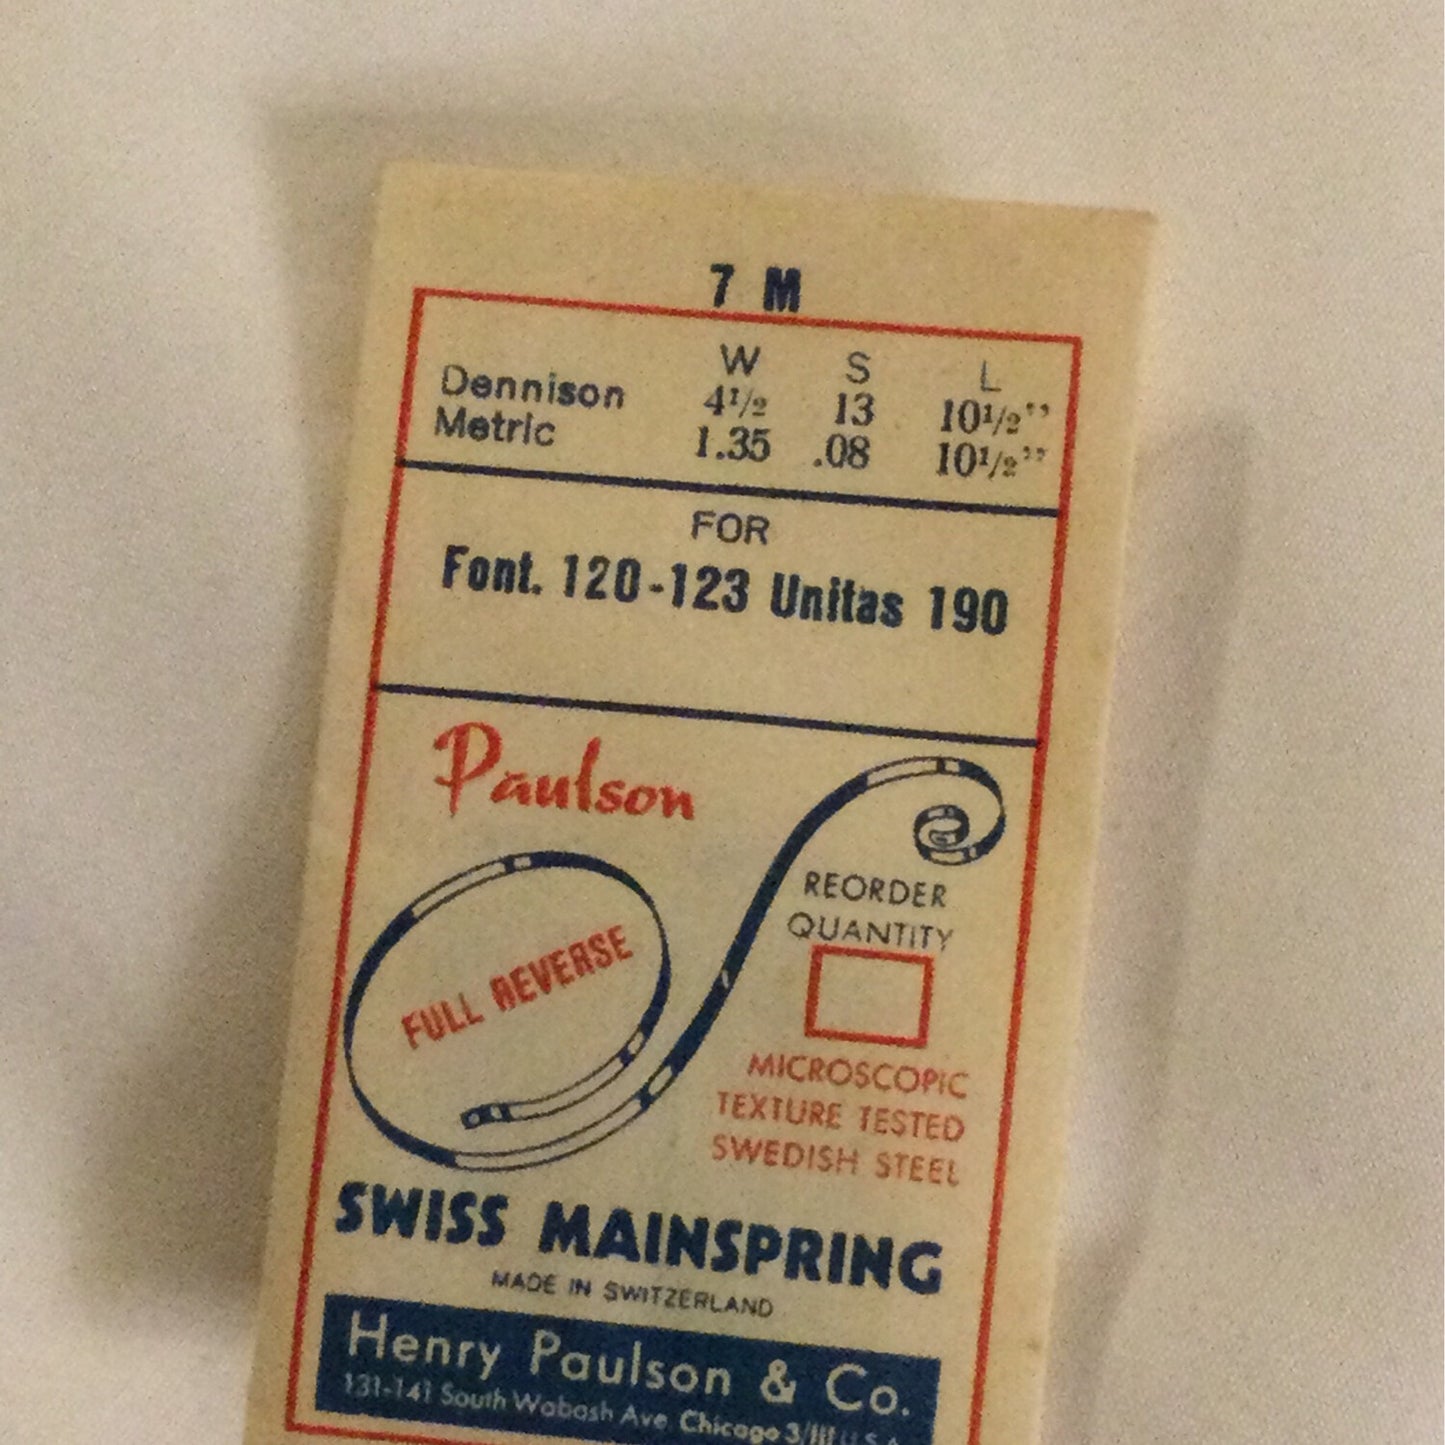 7 M
W S L
Dennison 4½ 13 10½"
Metric 1.35 .08 10½"
FOR
Font. 120-123 Unitas 190
Paulson
FULL REVERSE
REORDER
QUANTITY
MICROSCOPIC
TEXTURE TESTED
SWEDISH STEEL
SWISS MAINSPRING
MADE IN SWITZERLAND
Henry Paulson & Co.
131-141 South Wabash Ave. Chicago 3/Ill U.S.A.